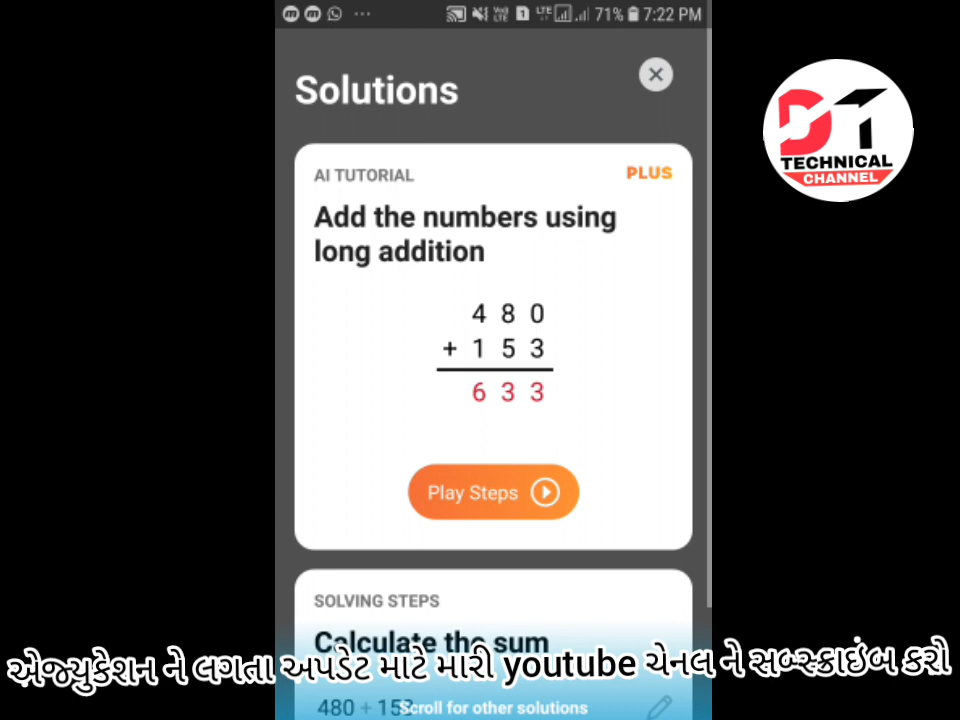 71% 7:22 PM
Solutions
AI TUTORIAL
PLUS
Add the numbers using
long addition
4 8 0
+ 1 5 3
6 3 3
Play Steps
SOLVING STEPS
Calculate the sum
480 + 153
Scroll for other solutions
એજ્યુકેશન ને લગતા અપડેટ માટે મારી youtube ચેનલ ને સબ્સ્ક્રાઇંબ કરો
DT
TECHNICAL
CHANNEL